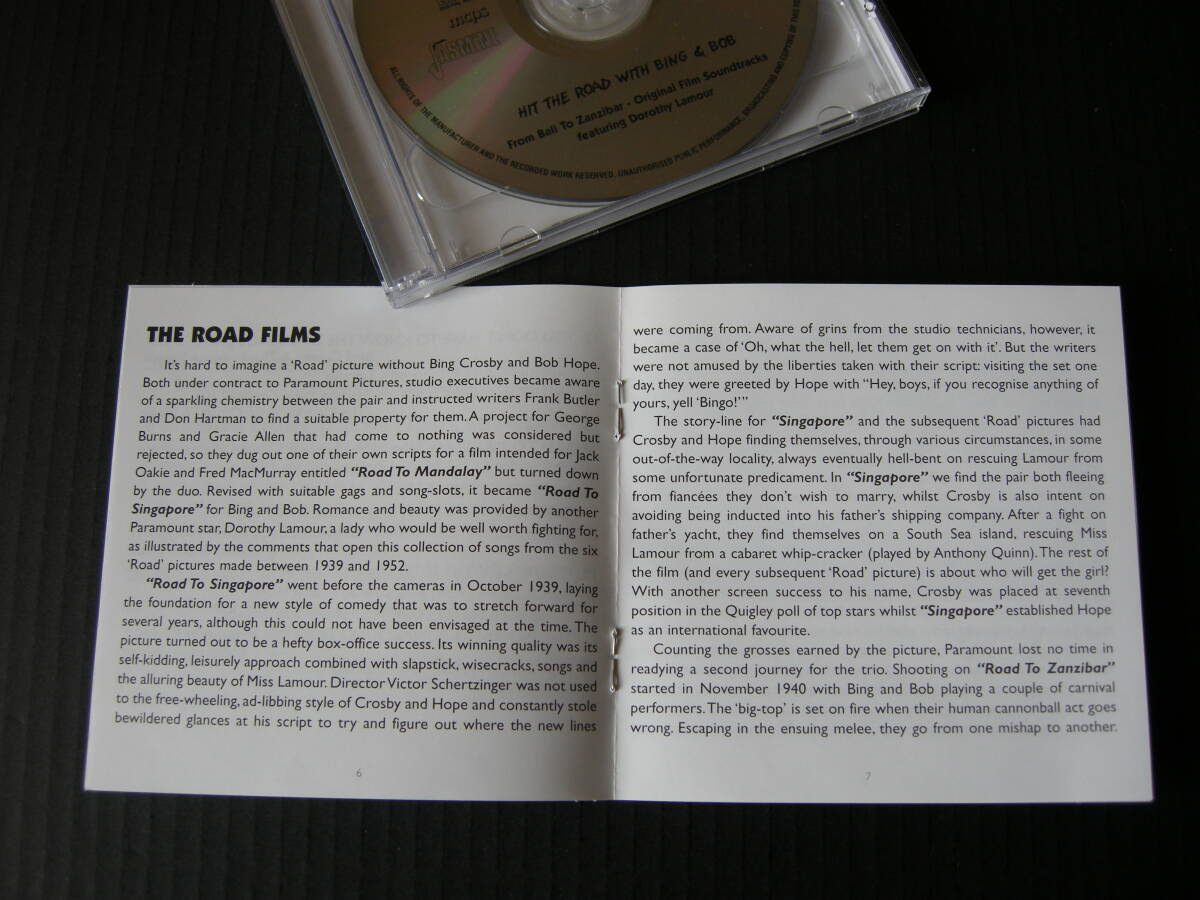 mcps
JASMINE
HIT THE ROAD WITH BING & BOB
From Bali To Zanzibar - Original Film Soundtracks
featuring Dorothy Lamour
ALL RIGHTS OF THE MANUFACTURER AND THE RECORDED WORK RESERVED. UNAUTHORISED PUBLIC PERFORMANCE, BROADCASTING AND COPYING OF THIS
THE ROAD FILMS
It's hard to imagine a ‘Road’ picture without Bing Crosby and Bob Hope.
Both under contract to Paramount Pictures, studio executives became aware
of a sparkling chemistry between the pair and instructed writers Frank Butler
and Don Hartman to find a suitable property for them. A project for George
Burns and Gracie Allen that had come to nothing was considered but
rejected, so they dug out one of their own scripts for a film intended for Jack
Oakie and Fred MacMurray entitled “Road To Mandalay” but turned down
by the duo. Revised with suitable gags and song-slots, it became “Road To
Singapore” for Bing and Bob. Romance and beauty was provided by another
Paramount star, Dorothy Lamour, a lady who would be well worth fighting for,
as illustrated by the comments that open this collection of songs from the six
‘Road’ pictures made between 1939 and 1952.
“Road To Singapore” went before the cameras in October 1939, laying
the foundation for a new style of comedy that was to stretch forward for
several years, although this could not have been envisaged at the time. The
picture turned out to be a hefty box-office success. Its winning quality was its
self-kidding, leisurely approach combined with slapstick, wisecracks, songs and
the alluring beauty of Miss Lamour. Director Victor Schertzinger was not used
to the free-wheeling, ad-libbing style of Crosby and Hope and constantly stole
bewildered glances at his script to try and figure out where the new lines
6
were coming from. Aware of grins from the studio technicians, however, it
became a case of ‘Oh, what the hell, let them get on with it’. But the writers
were not amused by the liberties taken with their script: visiting the set one
day, they were greeted by Hope with “Hey, boys, if you recognise anything of
yours, yell ‘Bingo!’”
The story-line for “Singapore” and the subsequent ‘Road’ pictures had
Crosby and Hope finding themselves, through various circumstances, in some
out-of-the-way locality, always eventually hell-bent on rescuing Lamour from
some unfortunate predicament. In “Singapore” we find the pair both fleeing
from fiancées they don't wish to marry, whilst Crosby is also intent on
avoiding being inducted into his father's shipping company. After a fight on
father's yacht, they find themselves on a South Sea island, rescuing Miss
Lamour from a cabaret whip-cracker (played by Anthony Quinn). The rest of
the film (and every subsequent ‘Road’ picture) is about who will get the girl?
With another screen success to his name, Crosby was placed at seventh
position in the Quigley poll of top stars whilst “Singapore” established Hope
as an international favourite.
Counting the grosses earned by the picture, Paramount lost no time in
readying a second journey for the trio. Shooting on “Road To Zanzibar”
started in November 1940 with Bing and Bob playing a couple of carnival
performers. The ‘big-top’ is set on fire when their human cannonball act goes
wrong. Escaping in the ensuing melee, they go from one mishap to another.
7